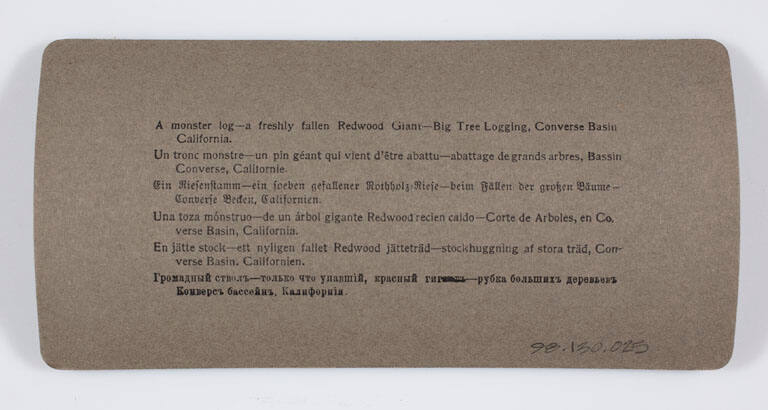 A monster log—a freshly fallen Redwood Giant—Big Tree Logging, Converse Basin
California.
Un tronc monstre—un pin géant qui vient d'être abattu—abattage de grands arbres, Bassin
Converse, Californie
Ein Riesenstamm—ein soeben gefallener Rothholz-Riese—beim Fällen der großen Bäume—
Converse Becken, Californien.
Una toza mónstruo—de un árbol gigante Redwood recien caido—Corte de Arboles, en Co.
verse Basin, California.
En jätte stock—ett nyligen fallet Redwood jätteträd—stockhuggning af stora träd, Con-
verse Basin. Californien.
Громадный стволъ—только что упавшій, красный —рубка большихъ деревьевъ
Конверсъ бассейнъ, Калифорнія.
98.130.025